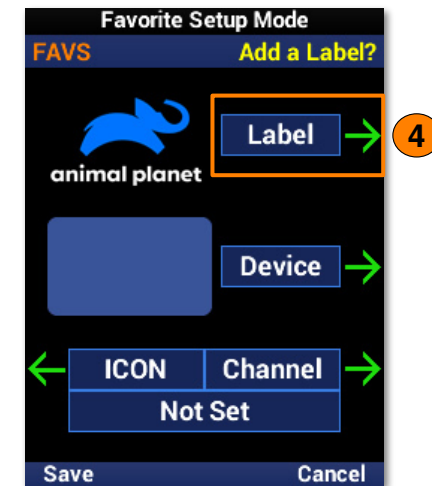 Favorite Setup Mode
FAVS Add a Label?
animal planet
Label
4
Device
ICON Channel
Not Set
Save Cancel